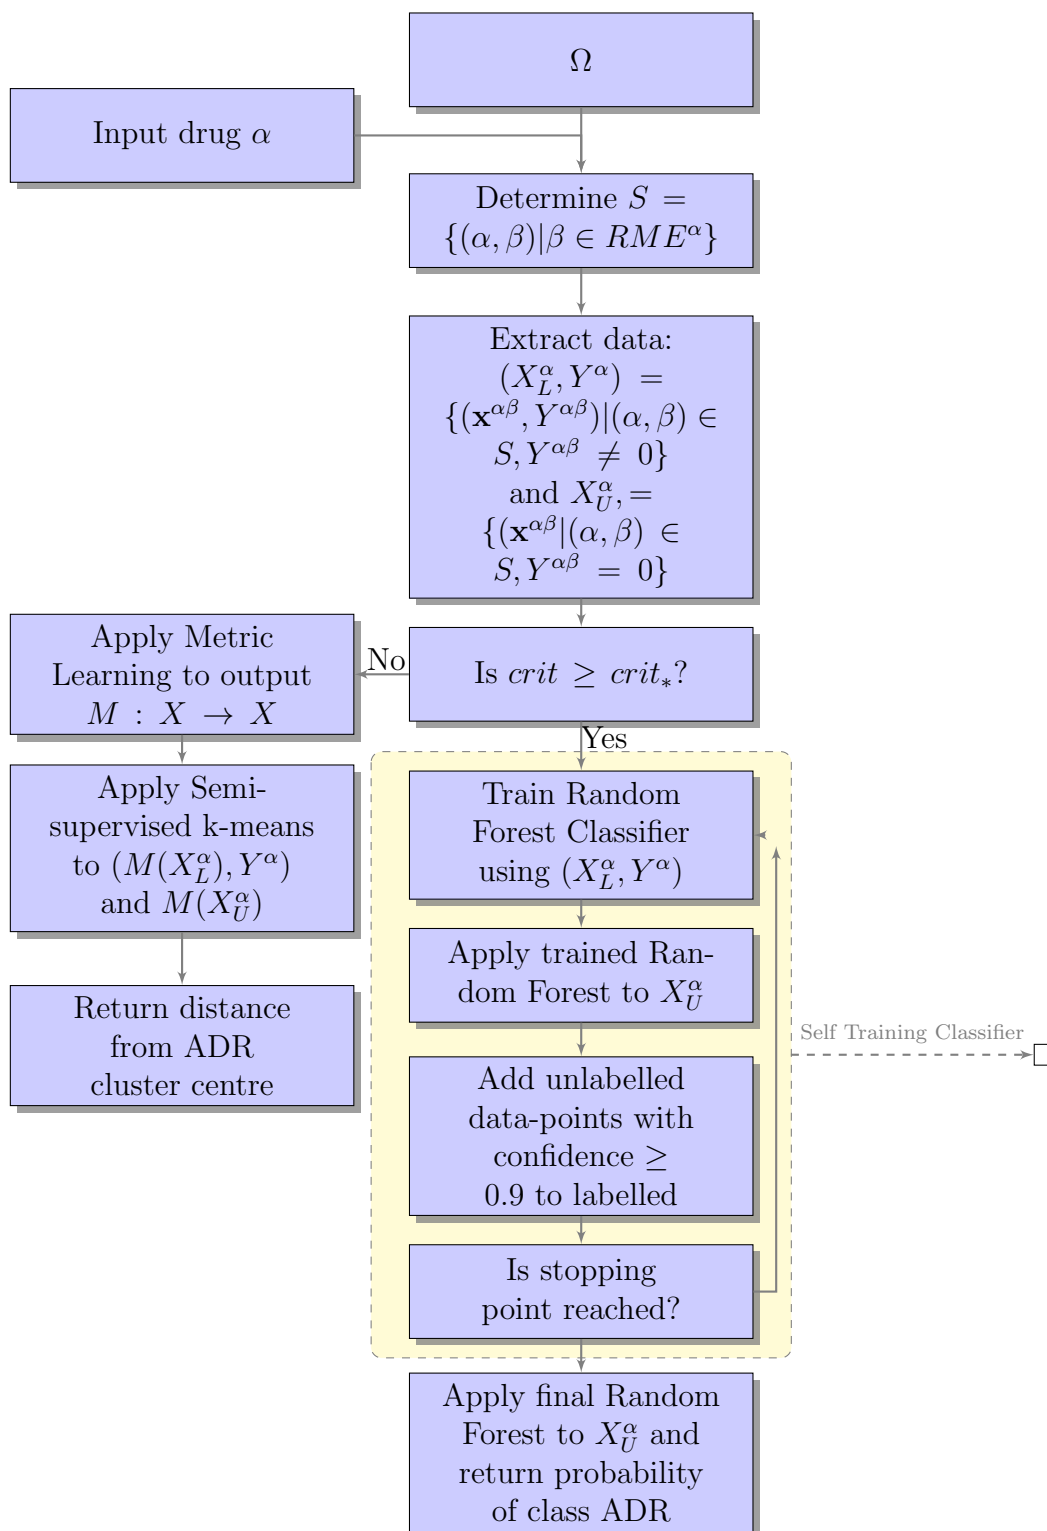 Ω
Input drug α
Determine S =
{(α, β)|β ∈ RME^α}
Extract data:
(X_L^α, Y^α) =
{(𝐱^αβ, Y^αβ)|(α, β) ∈
S, Y^αβ ≠ 0}
and X_U^α, =
{(𝐱^αβ|(α, β) ∈
S, Y^αβ = 0}
Is crit ≥ crit_*?
No
Yes
Apply Metric
Learning to output
M : X → X
Apply Semi-
supervised k-means
to (M(X_L^α), Y^α)
and M(X_U^α)
Return distance
from ADR
cluster centre
Train Random
Forest Classifier
using (X_L^α, Y^α)
Apply trained Ran-
dom Forest to X_U^α
Add unlabelled
data-points with
confidence ≥
0.9 to labelled
Is stopping
point reached?
Self Training Classifier
Apply final Random
Forest to X_U^α and
return probability
of class ADR